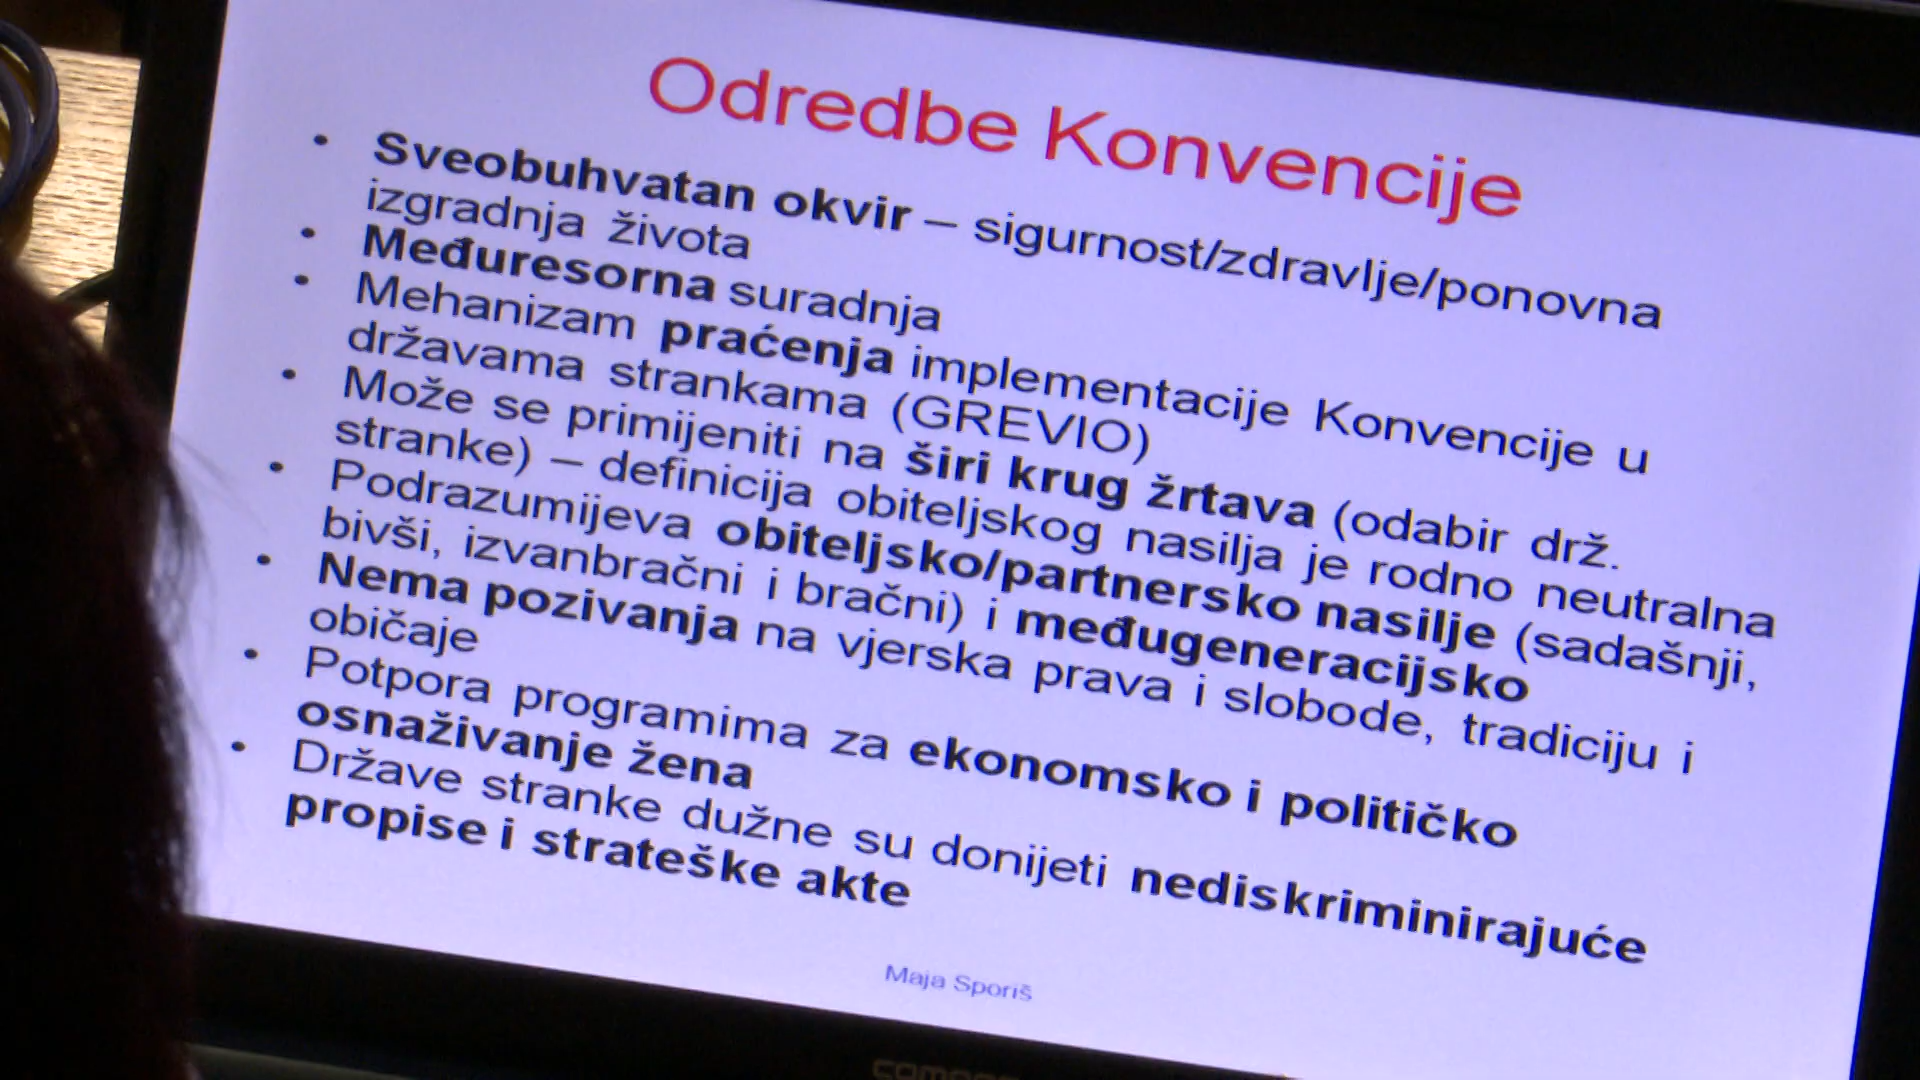 Odredbe Konvencije
• Sveobuhvatan okvir – sigurnost/zdravlje/ponovna
izgradnja života
• Međuresorna suradnja
• Mehanizam praćenja implementacije Konvencije u
državama strankama (GREVIO)
• Može se primijeniti na širi krug žrtava (odabir drž.
stranke) – definicija obiteljskog nasilja je rodno neutralna
• Podrazumijeva obiteljsko/partnersko nasilje (sadašnji,
bivši, izvanbračni i bračni) i međugeneracijsko
• Nema pozivanja na vjerska prava i slobode, tradiciju i
običaje
• Potpora programima za ekonomsko i političko
osnaživanje žena
• Države stranke dužne su donijeti nediskriminirajuće
propise i strateške akte
Maja Sporiš